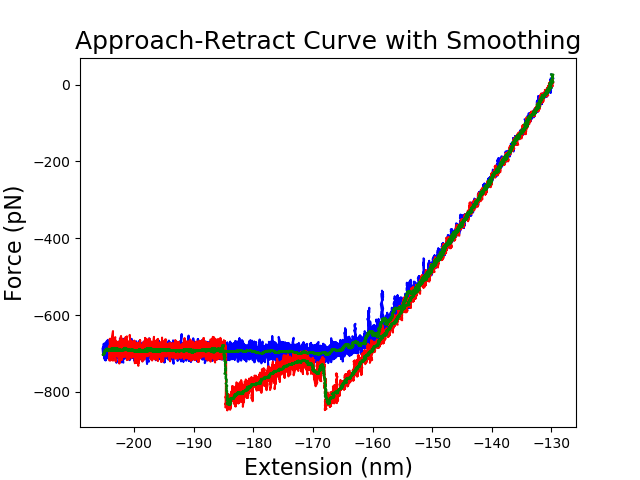 Approach-Retract Curve with Smoothing
Force (pN)
0
−200
−400
−600
−800
−200 −190 −180 −170 −160 −150 −140 −130
Extension (nm)